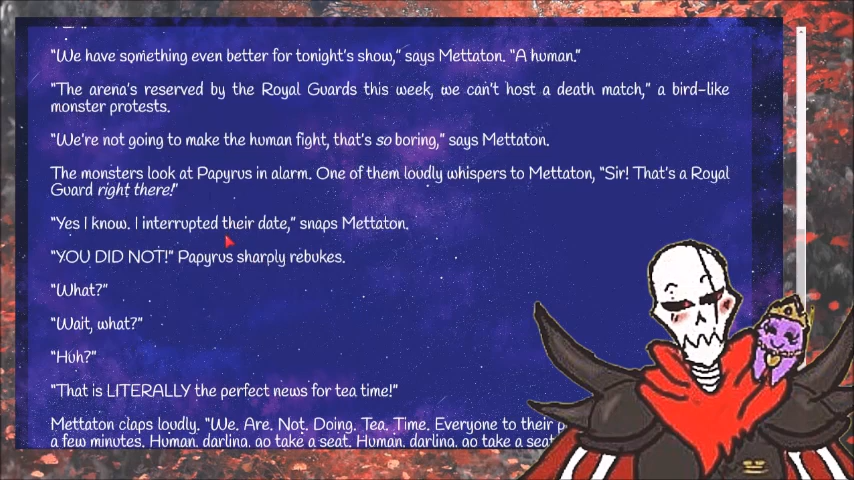 "We have something even better for tonight's show," says Mettaton. "A human."
"The arena's reserved by the Royal Guards this week, we can't host a death match," a bird-like
monster protests.
"We're not going to make the human fight, that's so boring," says Mettaton.
The monsters look at Papyrus in alarm. One of them loudly whispers to Mettaton, "Sir! That's a Royal
Guard right there!"
"Yes I know. I interrupted their date," snaps Mettaton.
"YOU DID NOT!" Papyrus sharply rebukes.
"What?"
"Wait, what?"
"Huh?"
"That is LITERALLY the perfect news for tea time!"
Mettaton claps loudly. "We. Are. Not. Doing. Tea. Time. Everyone to their
a few minutes. Human, darling, go take a seat. Human, darling, go take a seat